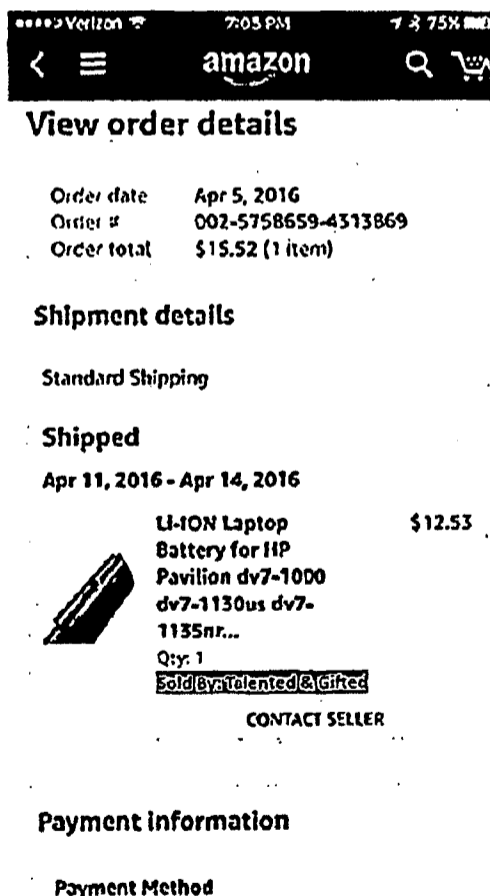 Verizon 7:03 PM 75%
amazon
View order details
Order date Apr 5, 2016
Order # 002-5758659-4313869
Order total $15.52 (1 item)
Shipment details
Standard Shipping
Shipped
Apr 11, 2016 - Apr 14, 2016
LI-ION Laptop $12.53
Battery for HP
Pavilion dv7-1000
dv7-1130us dv7-
1135nr...
Qty: 1
Sold By: Talented & Gifted
CONTACT SELLER
Payment information
Payment Method